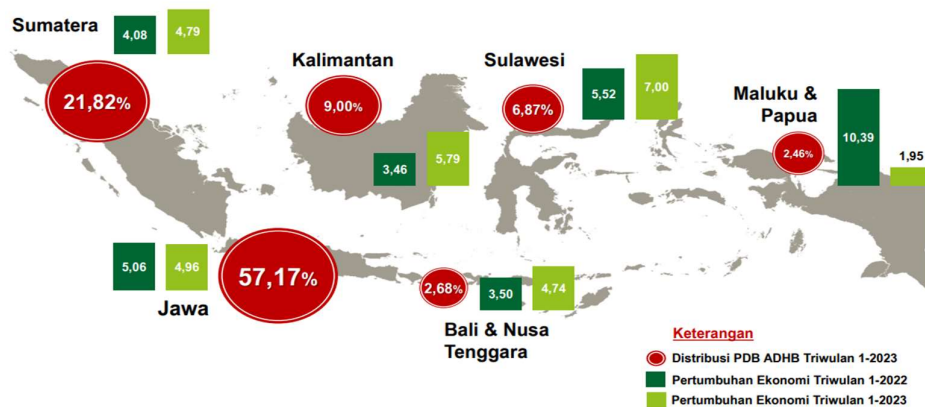 Sumatera
4,08
4,79
21,82%
Kalimantan
9,00%
3,46
5,79
Sulawesi
6,87%
5,52
7,00
Maluku &
Papua
2,46%
10,39
1,95
5,06
4,96
Jawa
57,17%
2,68%
3,50
4,74
Bali & Nusa
Tenggara
Keterangan
Distribusi PDB ADHB Triwulan 1-2023
Pertumbuhan Ekonomi Triwulan 1-2022
Pertumbuhan Ekonomi Triwulan 1-2023